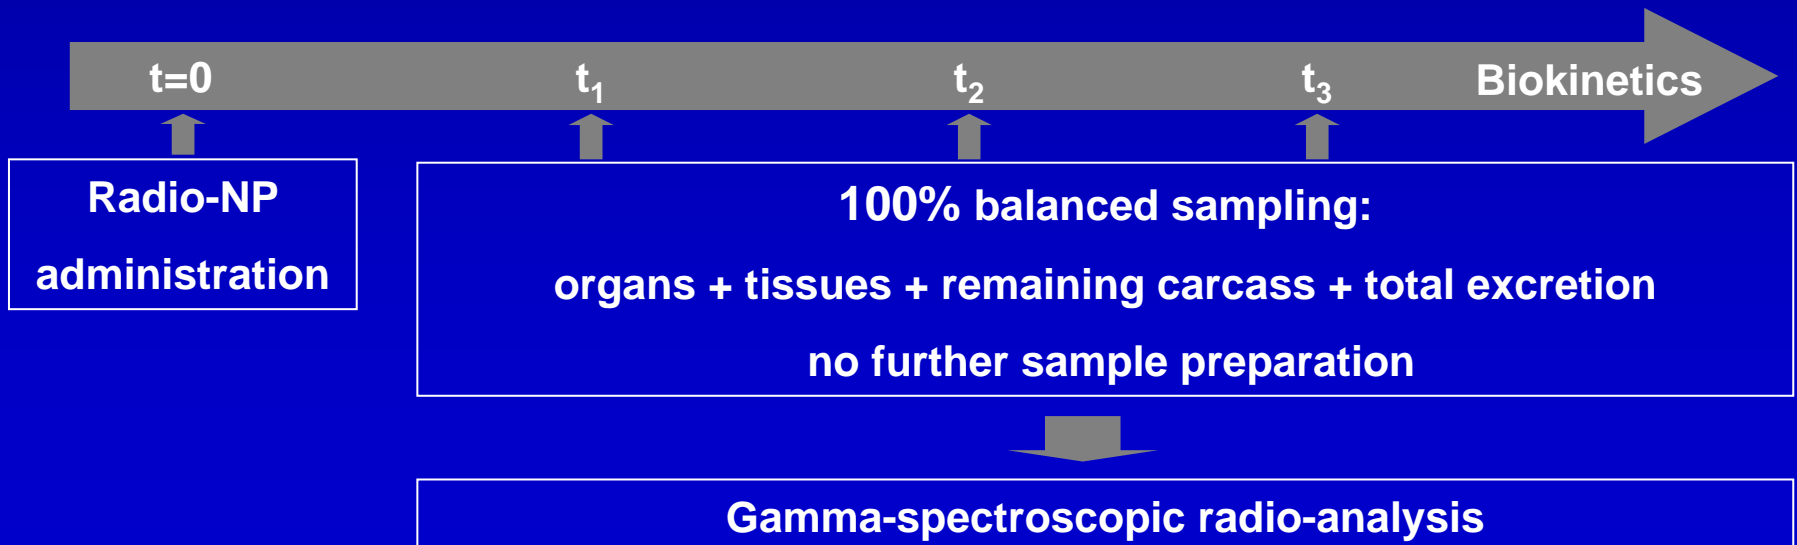 t=0 t₁ t₂ t₃ Biokinetics
Radio-NP
administration
100% balanced sampling:
organs + tissues + remaining carcass + total excretion
no further sample preparation
Gamma-spectroscopic radio-analysis